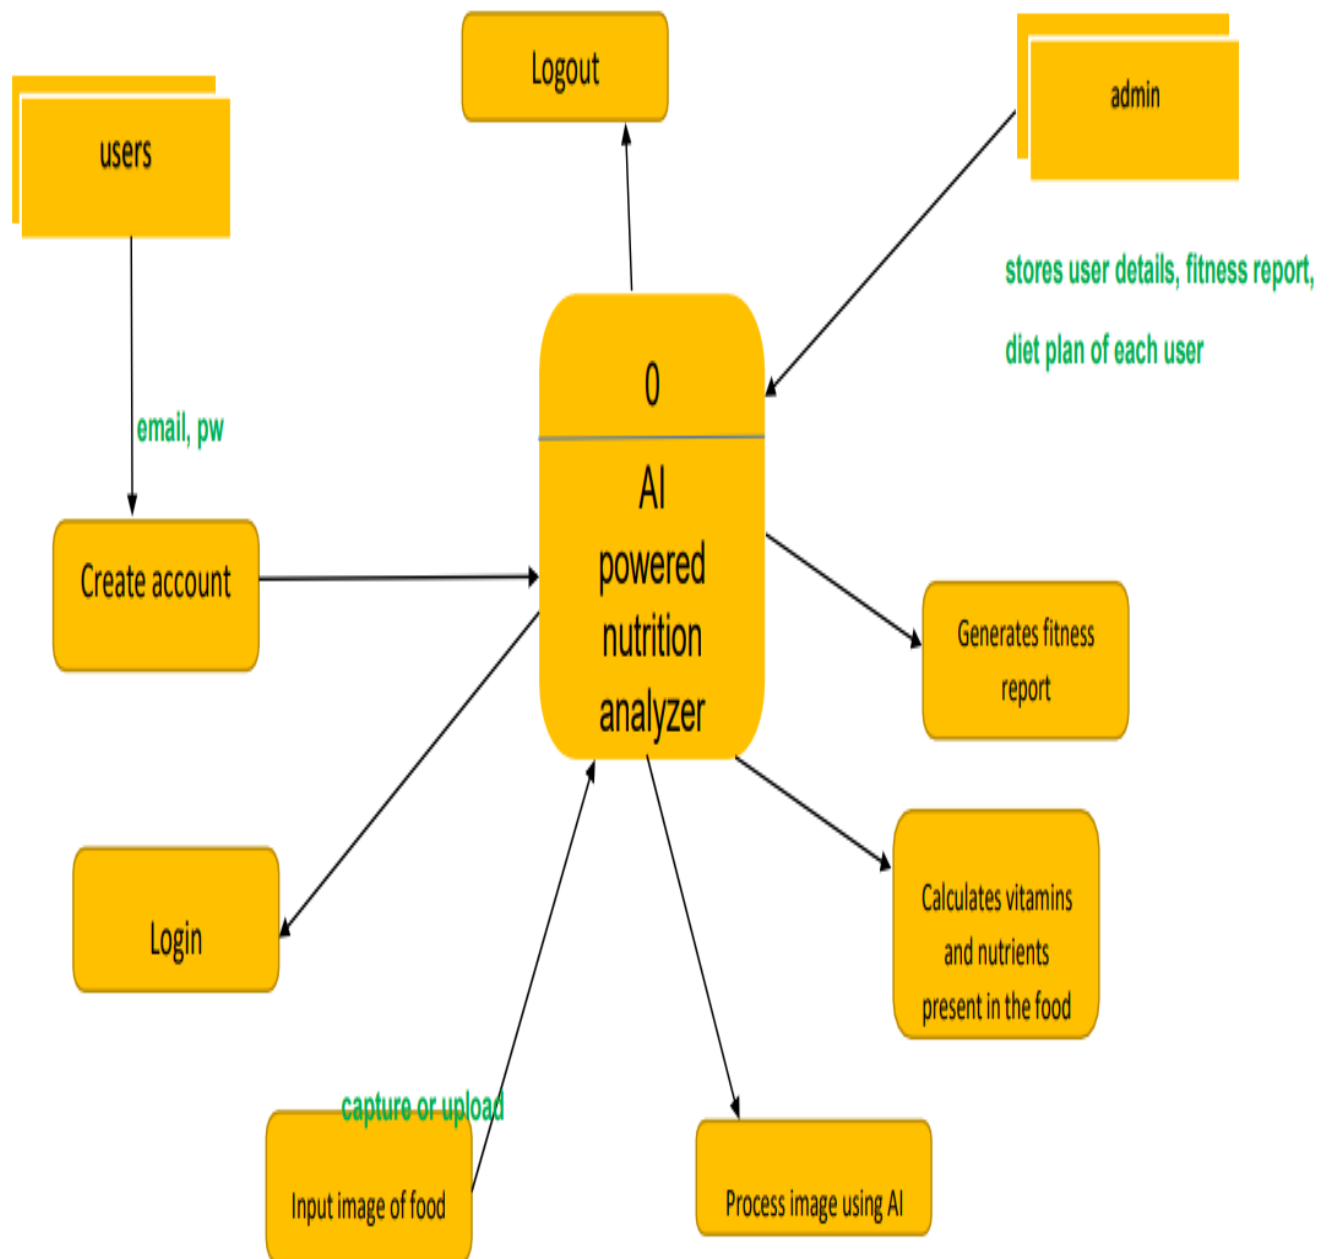 Logout
admin
users
stores user details, fitness report,
diet plan of each user
0
email, pw
AI
powered
nutrition
analyzer
Create account
Generates fitness
report
Login
Calculates vitamins
and nutrients
present in the food
capture or upload
Input image of food
Process image using AI